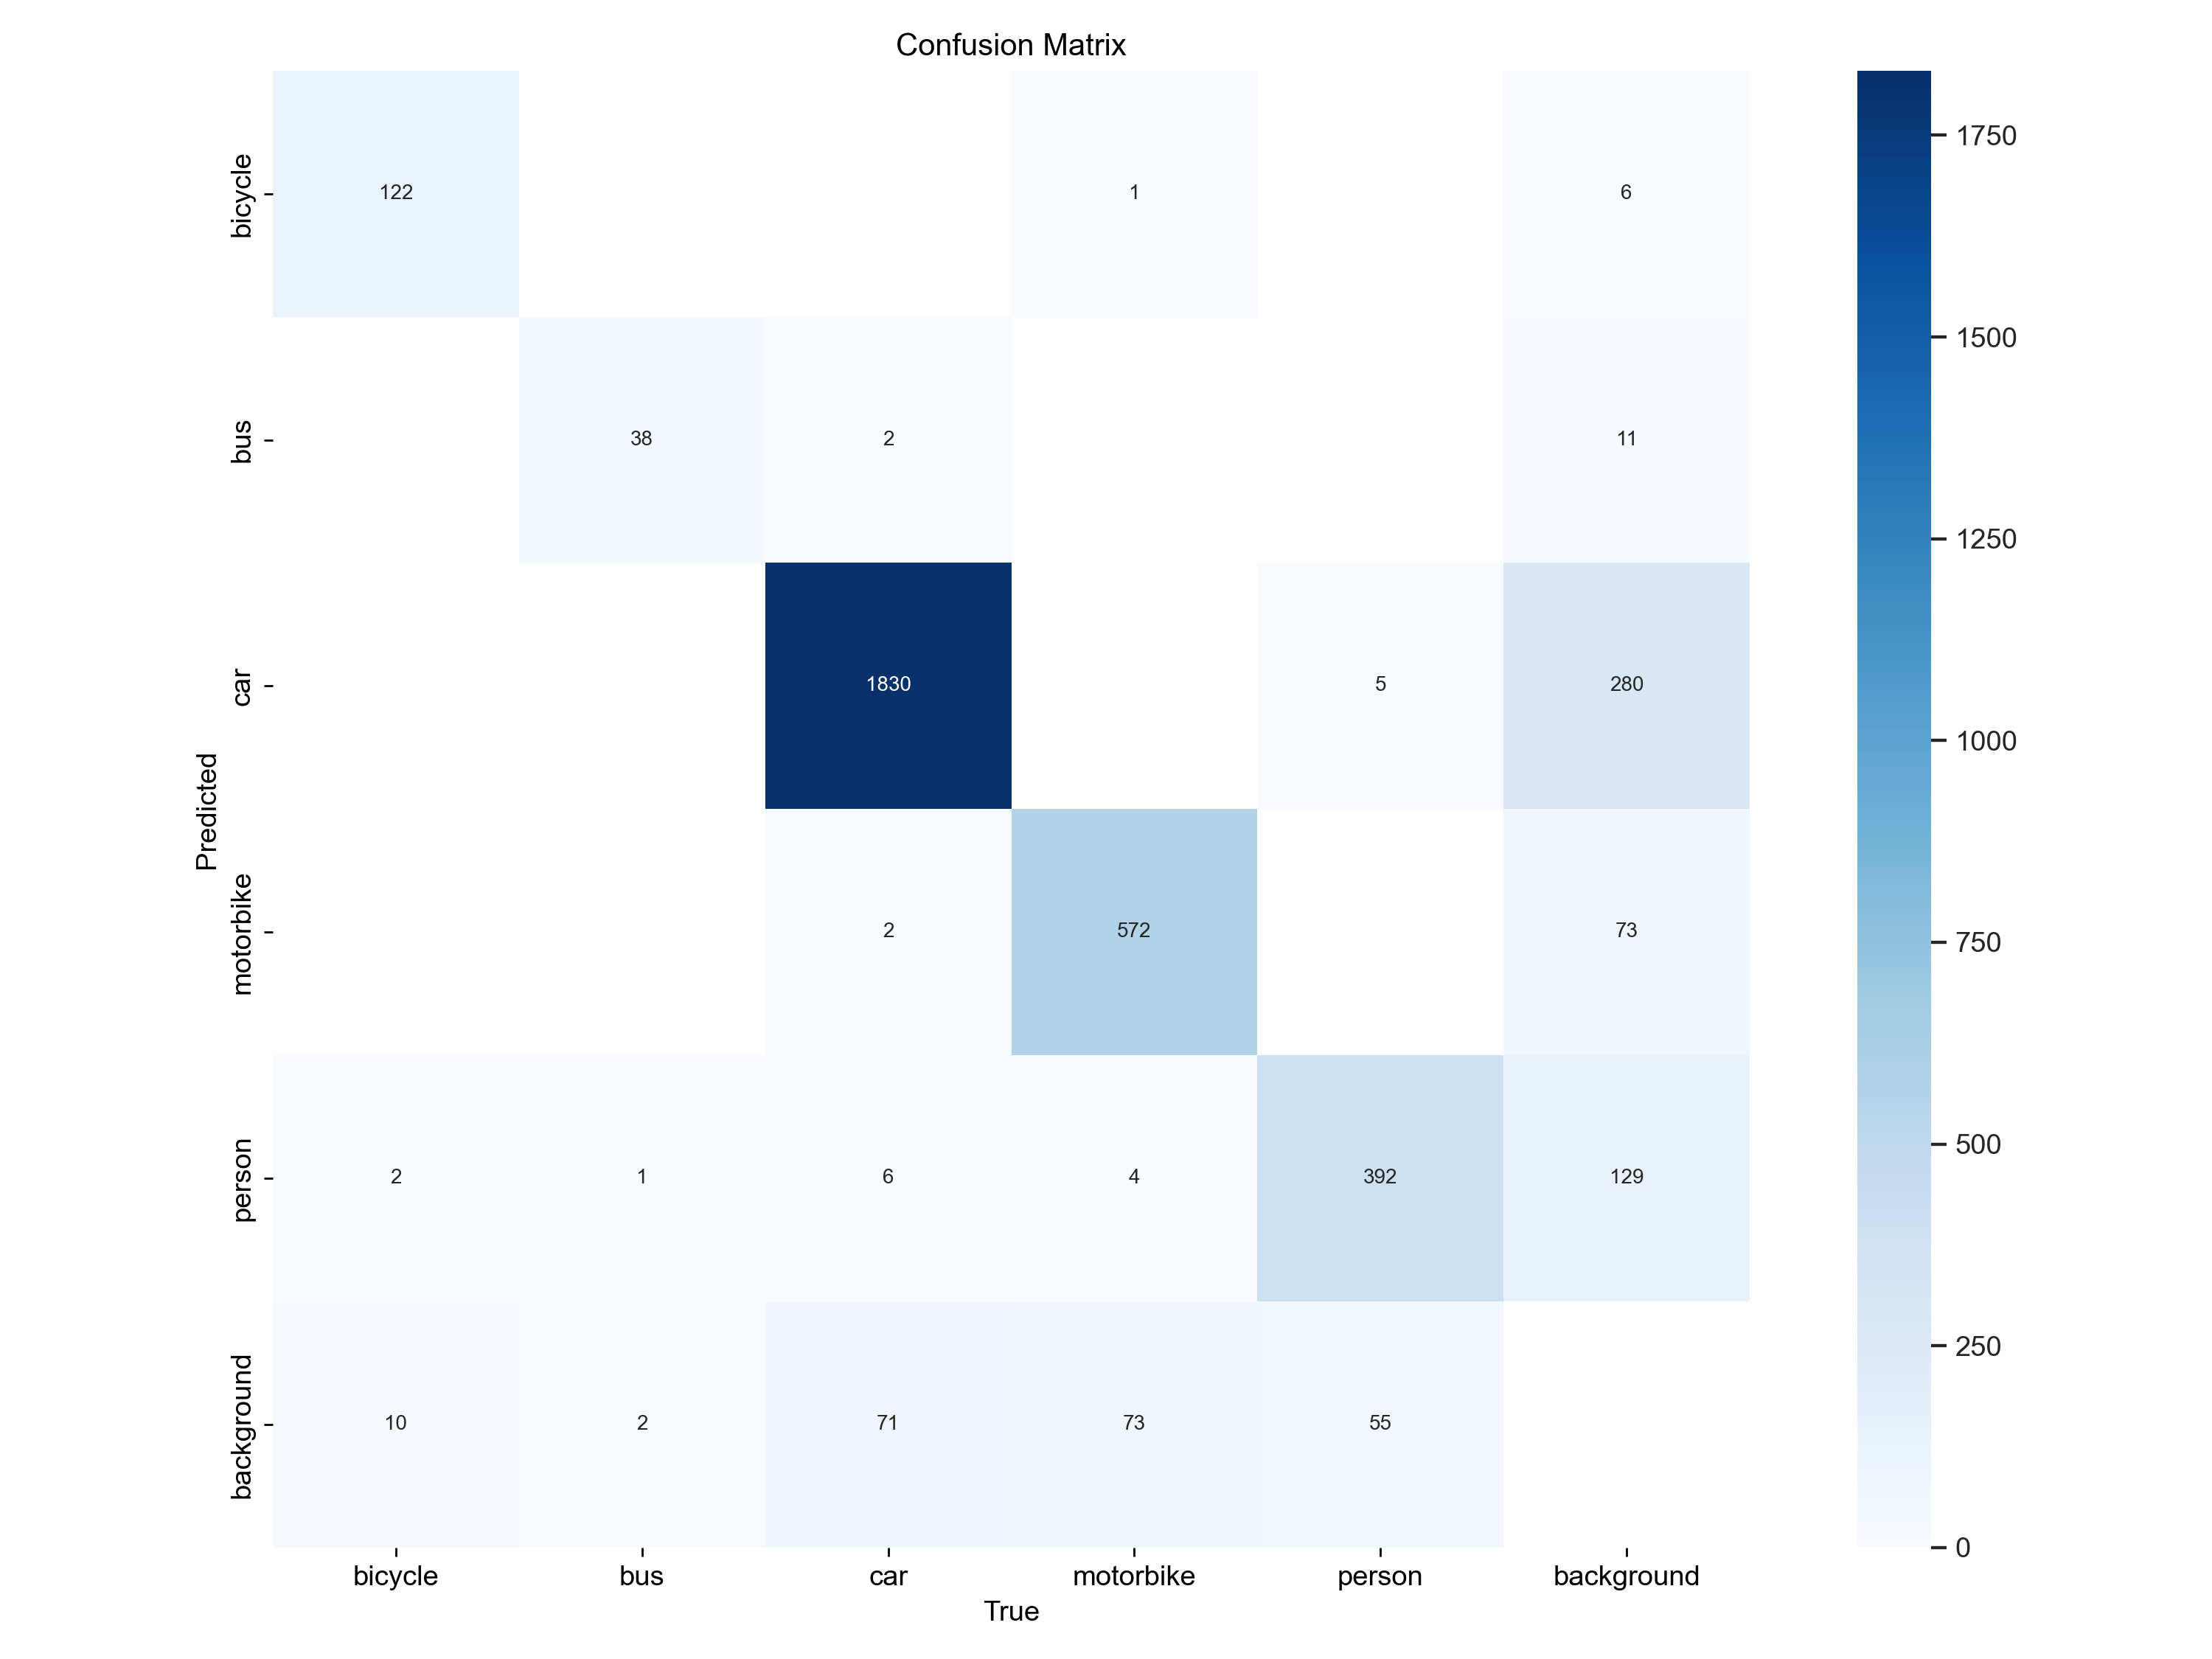 Confusion Matrix
bicycle
122
1
6
bus
38
2
11
car
1830
5
280
motorbike
2
572
73
person
2
1
6
4
392
129
background
10
2
71
73
55
Predicted
bicycle
bus
car
motorbike
person
background
True
1750
1500
1250
1000
750
500
250
0